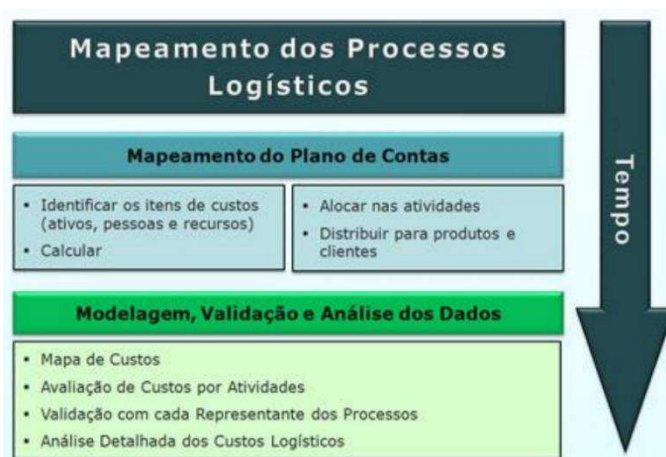 Mapeamento dos Processos
Logísticos
Mapeamento do Plano de Contas
▪ Identificar os itens de custos
(ativos, pessoas e recursos)
▪ Calcular
▪ Alocar nas atividades
▪ Distribuir para produtos e
clientes
Modelagem, Validação e Análise dos Dados
▪ Mapa de Custos
▪ Avaliação de Custos por Atividades
▪ Validação com cada Representante dos Processos
▪ Análise Detalhada dos Custos Logísticos
Tempo